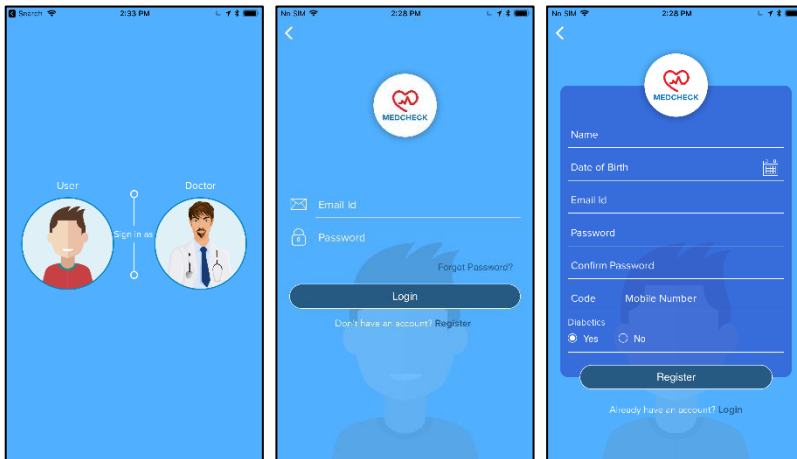 Search 2:33 PM
User Doctor
Sign in as
No SIM 2:28 PM
MEDCHECK
Email Id
Password
Forgot Password?
Login
Don't have an account? Register
No SIM 2:28 PM
MEDCHECK
Name
Date of Birth
Email Id
Password
Confirm Password
Code Mobile Number
Diabetics
Yes No
Register
Already have an account? Login